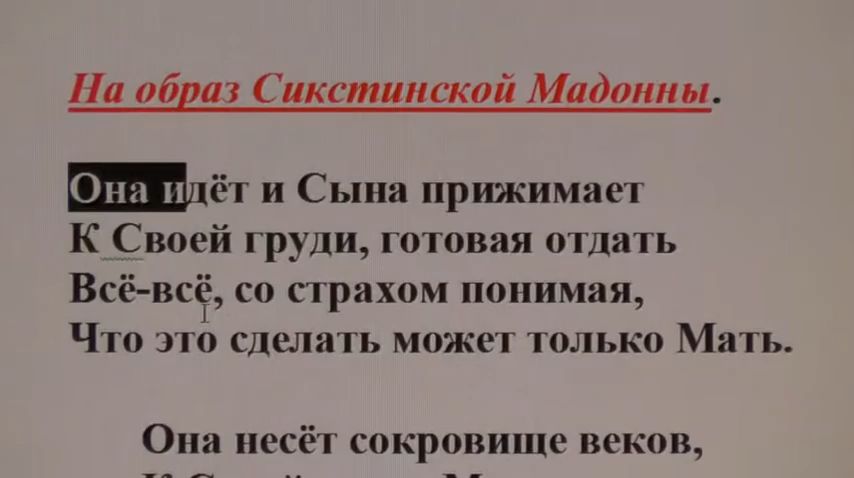 На образ Сикстинской Мадонны.
Она идёт и Сына прижимает
К Своей груди, готовая отдать
Всё-всё, со страхом понимая,
Что это сделать может только Мать.
Она несёт сокровище веков,